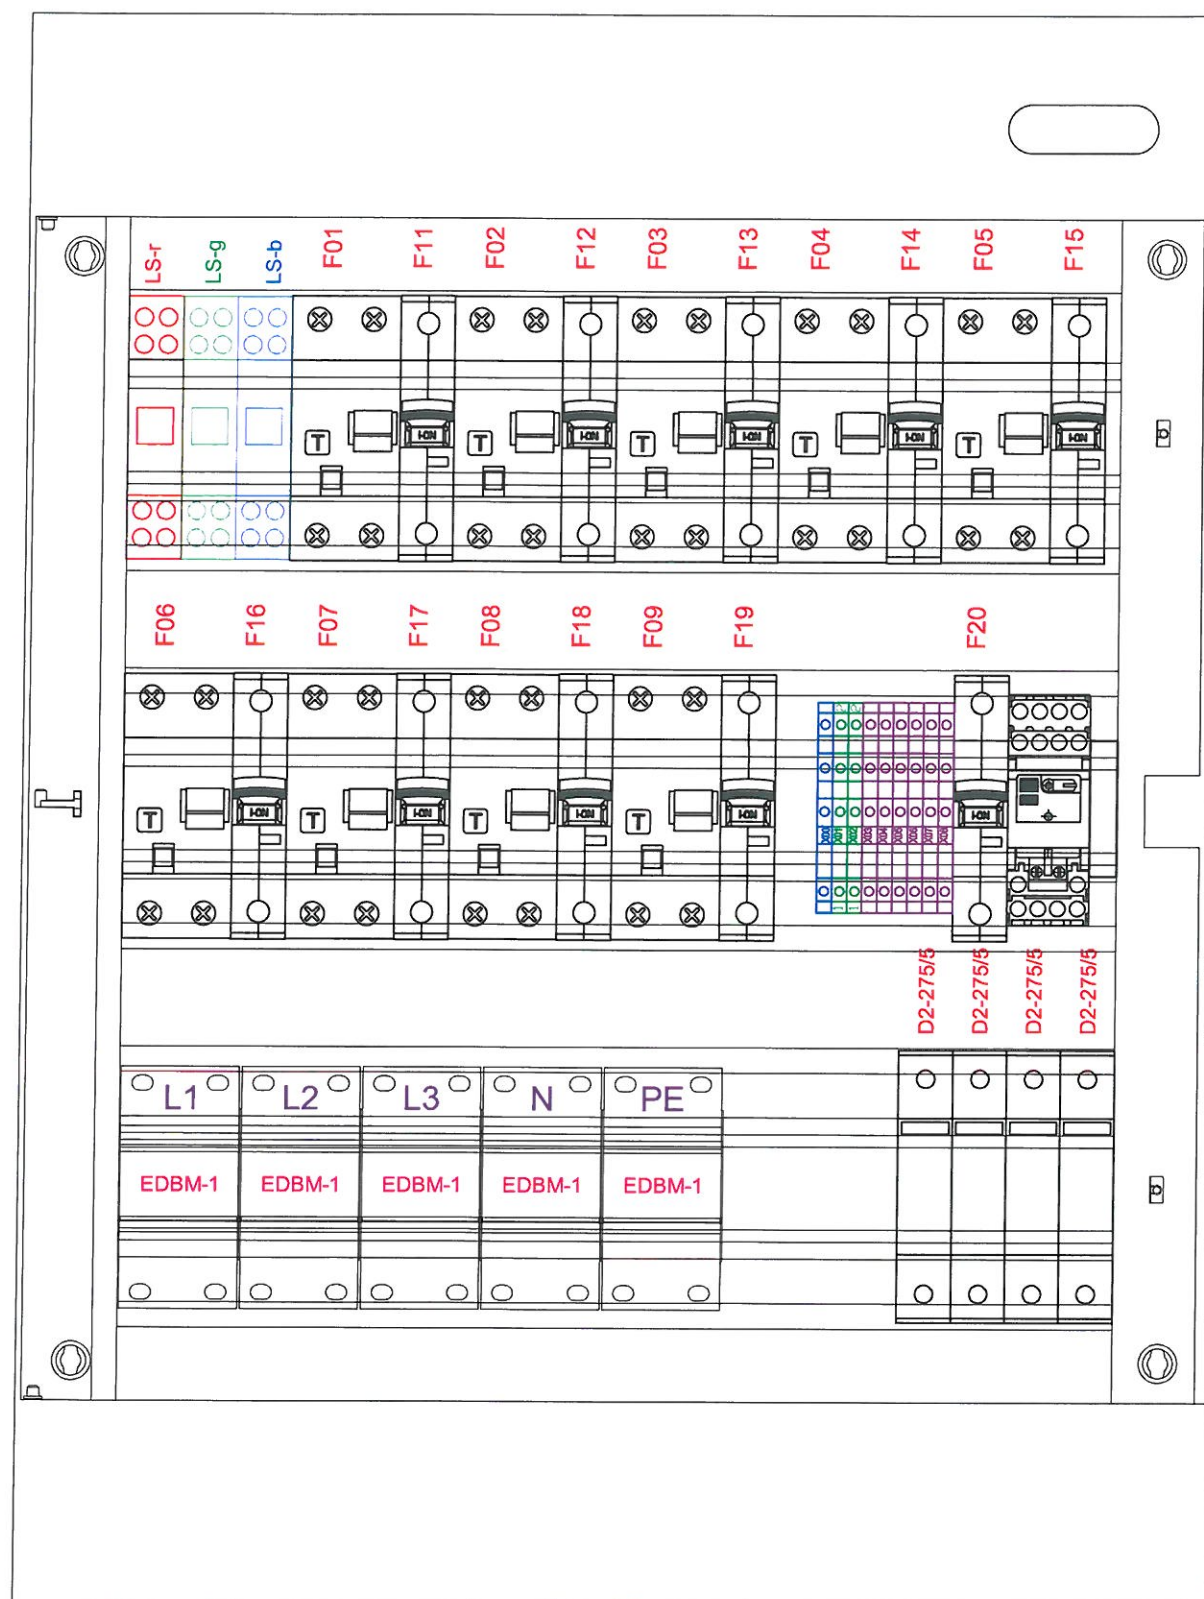 LS-r LS-g LS-b F01 F11 F02 F12 F03 F13 F04 F14 F05 F15
T T T T T
F06 F16 F07 F17 F08 F18 F09 F19 F20
T T T T
D2-275/5 D2-275/5 D2-275/5 D2-275/5
L1 L2 L3 N PE
EDBM-1 EDBM-1 EDBM-1 EDBM-1 EDBM-1